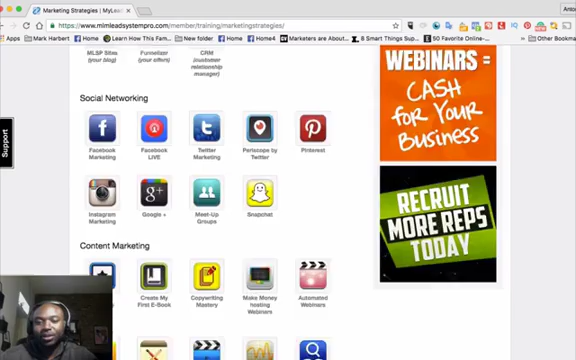 Marketing Strategies | MyLea
https://www.mlmleadsystempro.com/member/training/marketingstrategies/
Apps
Mark Harbert
Learn How This Fam
New folder
Home
Home4
Marketers are Abou
8 Smart Things Sup
50 Favorite Online-
Other Bookmar
MLSP Sites
(your blog)
Funnelizer
(your offers)
CRM
(customer
relationship
manager)
Support
Social Networking
Facebook
Marketing
Facebook
LIVE
Twitter
Marketing
Periscope by
Twitter
Pinterest
Instagram
Marketing
Google +
Meet-Up
Groups
Snapchat
Content Marketing
Create My
First E-Book
Copywriting
Mastery
Make Money
hosting
Webinars
Automated
Webinars
WEBINARS =
CASH
for YOUR
Business
RECRUIT
MORE REPS
TODAY